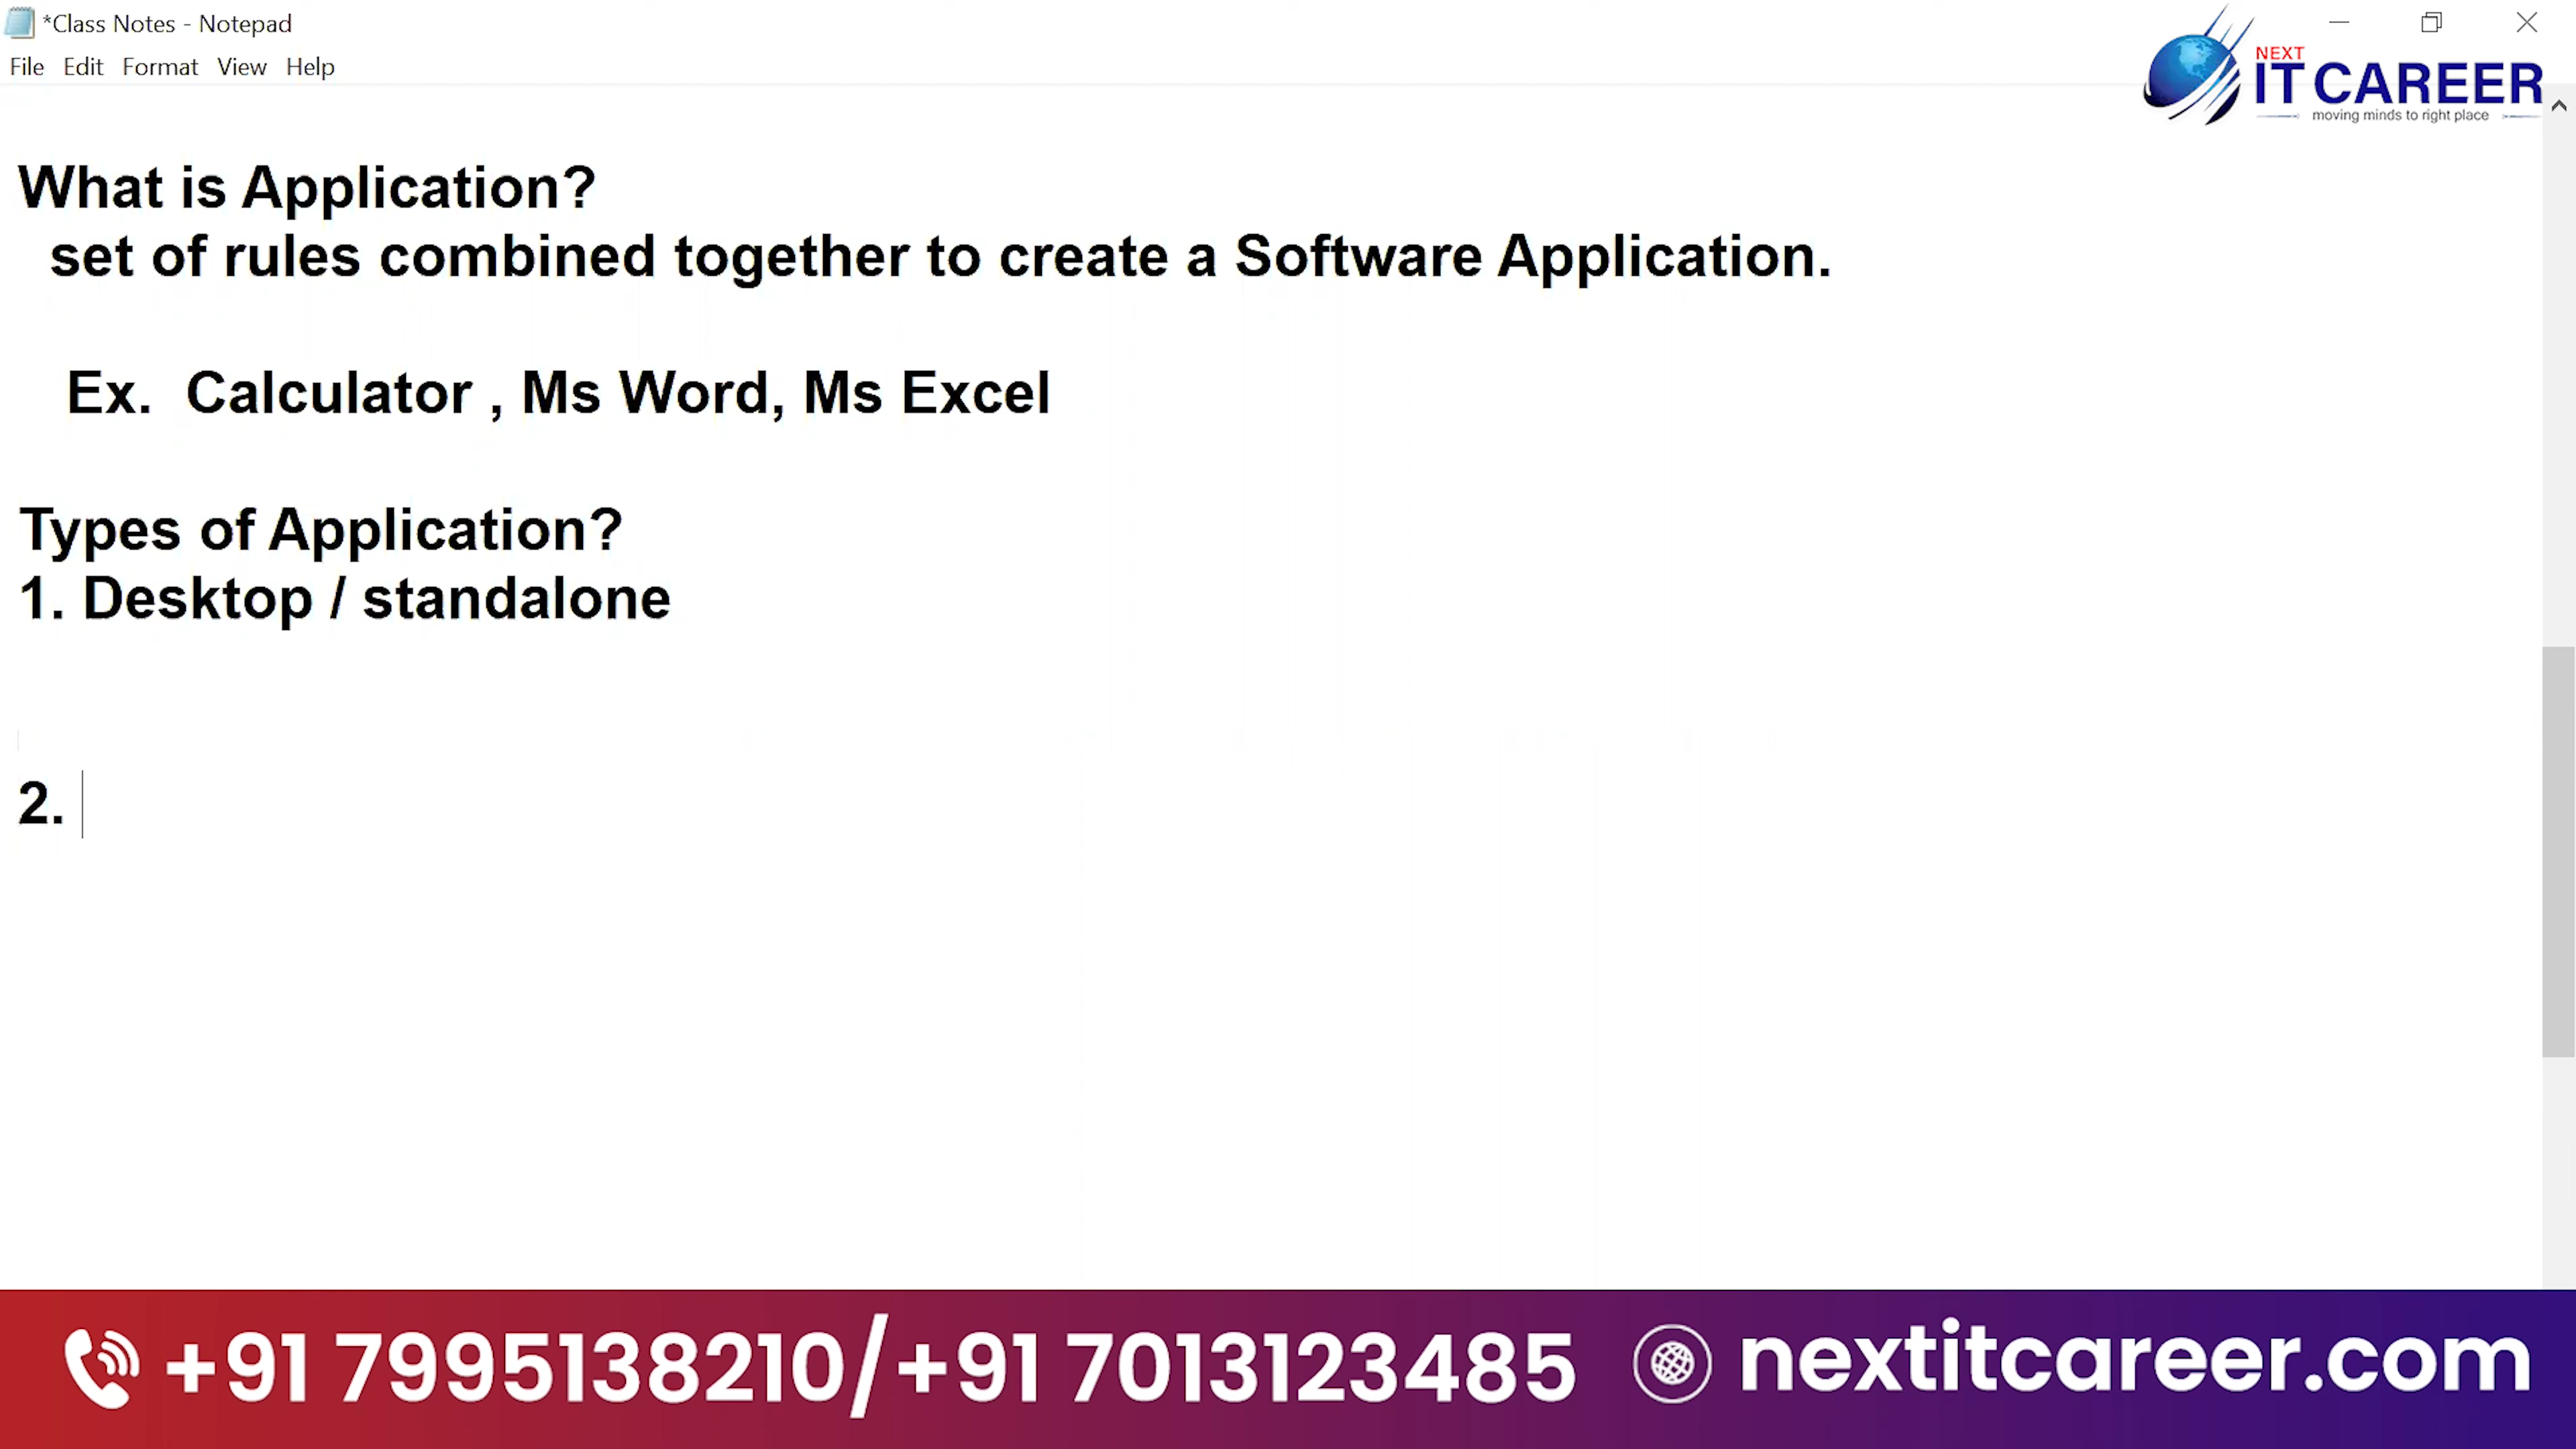 *Class Notes - Notepad
File Edit Format View Help
NEXT
IT CAREER
moving minds to right place
What is Application?
set of rules combined together to create a Software Application.
Ex. Calculator , Ms Word, Ms Excel
Types of Application?
1. Desktop / standalone
2.
+91 7995138210/+91 7013123485 nextitcareer.com